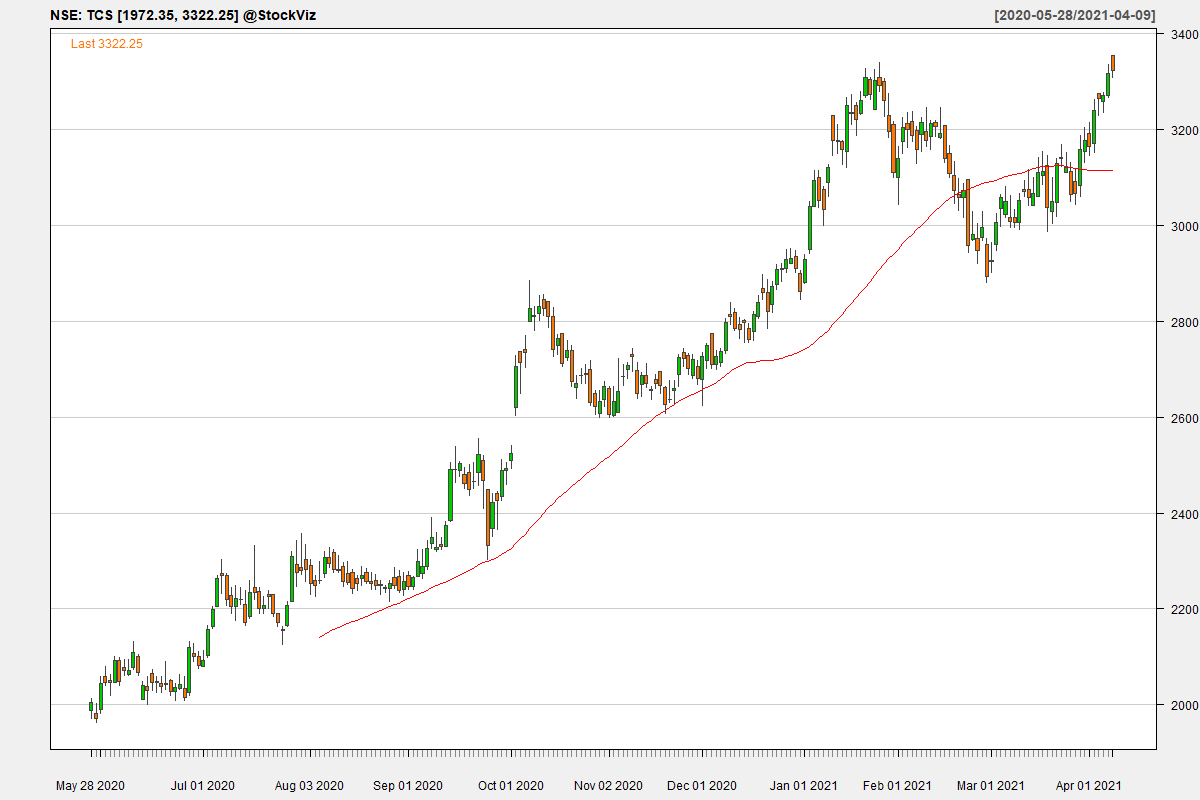 NSE: TCS [1972.35, 3322.25] @StockViz [2020-05-28/2021-04-09]
Last 3322.25
3400
3200
3000
2800
2600
2400
2200
2000
May 28 2020 Jul 01 2020 Aug 03 2020 Sep 01 2020 Oct 01 2020 Nov 02 2020 Dec 01 2020 Jan 01 2021 Feb 01 2021 Mar 01 2021 Apr 01 2021